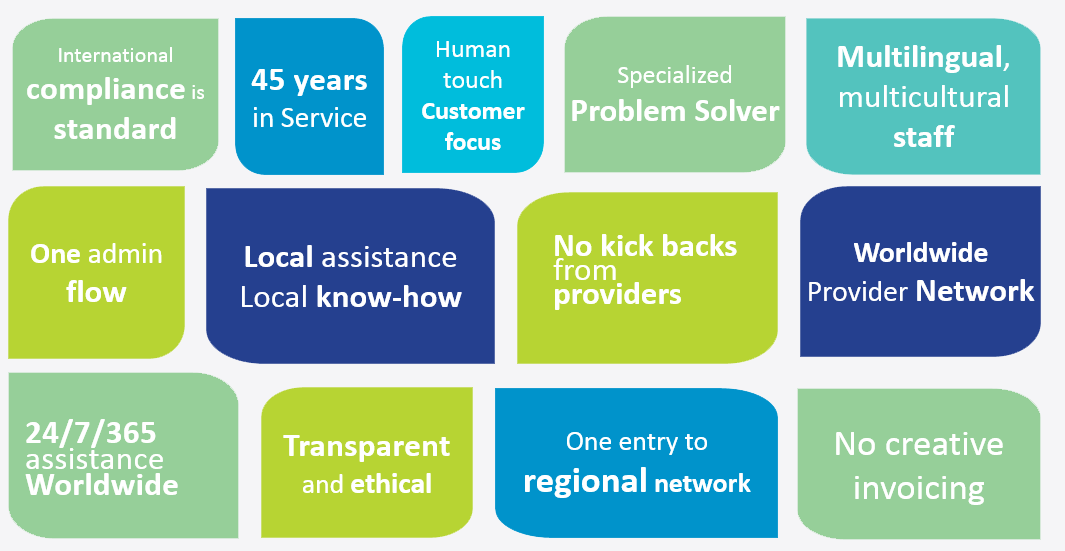 International
compliance is
standard
45 years
in Service
Human
touch
Customer
focus
Specialized
Problem Solver
Multilingual,
multicultural
staff
One admin
flow
Local assistance
Local know-how
No kick backs
from
providers
Worldwide
Provider Network
24/7/365
assistance
Worldwide
Transparent
and ethical
One entry to
regional network
No creative
invoicing